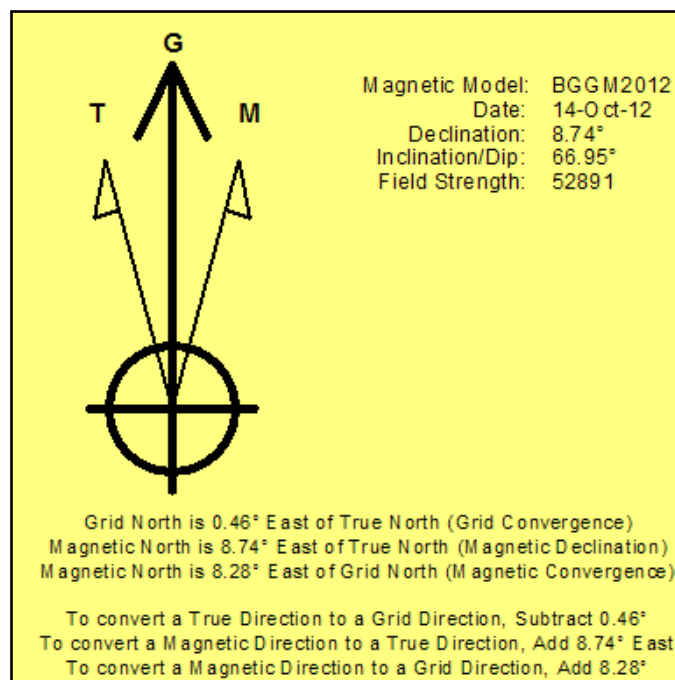 G
T
M
Magnetic Model: BGGM2012
Date: 14-Oct-12
Declination: 8.74°
Inclination/Dip: 66.95°
Field Strength: 52891
Grid North is 0.46° East of True North (Grid Convergence)
Magnetic North is 8.74° East of True North (Magnetic Declination)
Magnetic North is 8.28° East of Grid North (Magnetic Convergence)
To convert a True Direction to a Grid Direction, Subtract 0.46°
To convert a Magnetic Direction to a True Direction, Add 8.74° East
To convert a Magnetic Direction to a Grid Direction, Add 8.28°